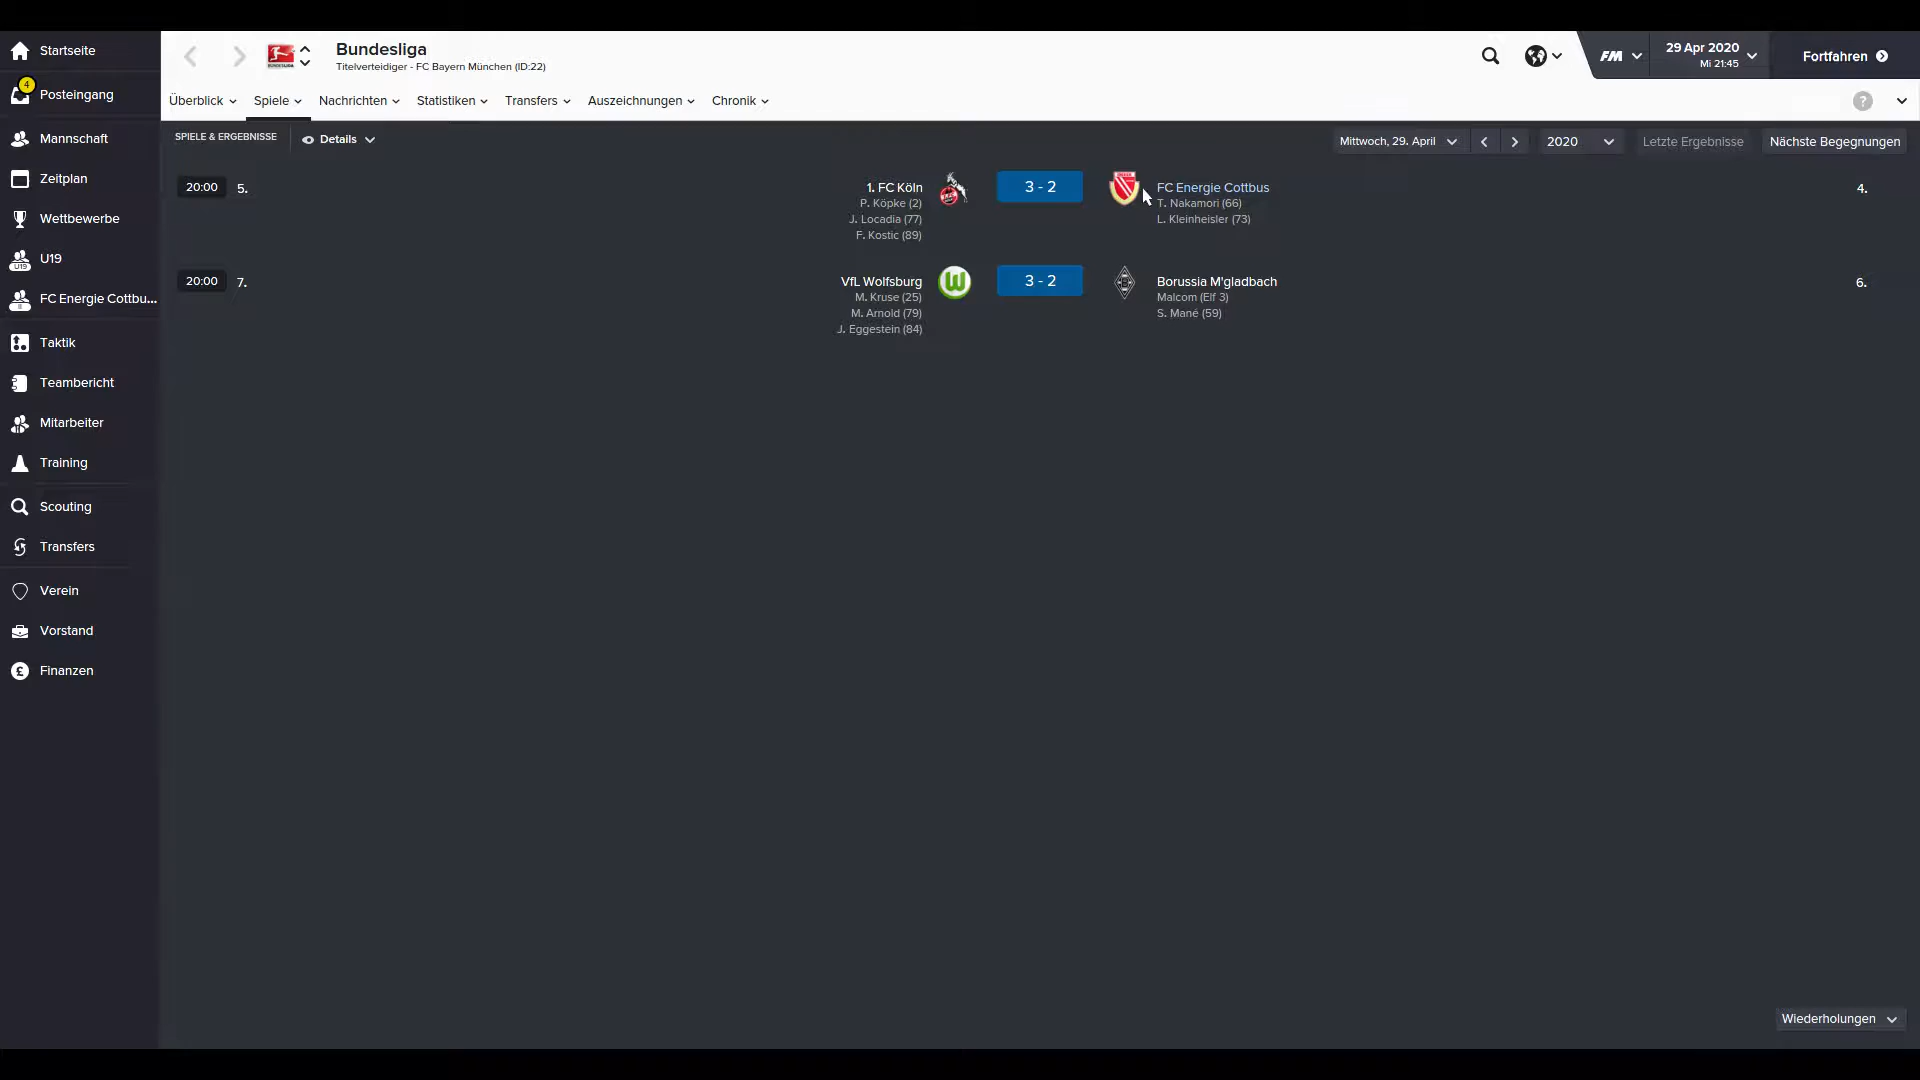 Startseite
4
Posteingang
Mannschaft
Zeitplan
Wettbewerbe
U19
U19
FC Energie Cottbu...
II
Taktik
Teambericht
Mitarbeiter
Training
Scouting
Transfers
Verein
Vorstand
Finanzen
Bundesliga
Titelverteidiger - FC Bayern München (ID:22)
FM
29 Apr 2020
Mi 21:45
Fortfahren
Überblick
Spiele
Nachrichten
Statistiken
Transfers
Auszeichnungen
Chronik
?
SPIELE & ERGEBNISSE
Details
Mittwoch, 29. April
2020
Letzte Ergebnisse
Nächste Begegnungen
20:00 5. 1. FC Köln 3 - 2 FC Energie Cottbus 4.
P. Köpke (2) T. Nakamori (66)
J. Locadia (77) L. Kleinheisler (73)
F. Kostic (89)
20:00 7. VfL Wolfsburg 3 - 2 Borussia M'gladbach 6.
M. Kruse (25) Malcom (Elf 3)
M. Arnold (79) S. Mané (59)
J. Eggestein (84)
Wiederholungen